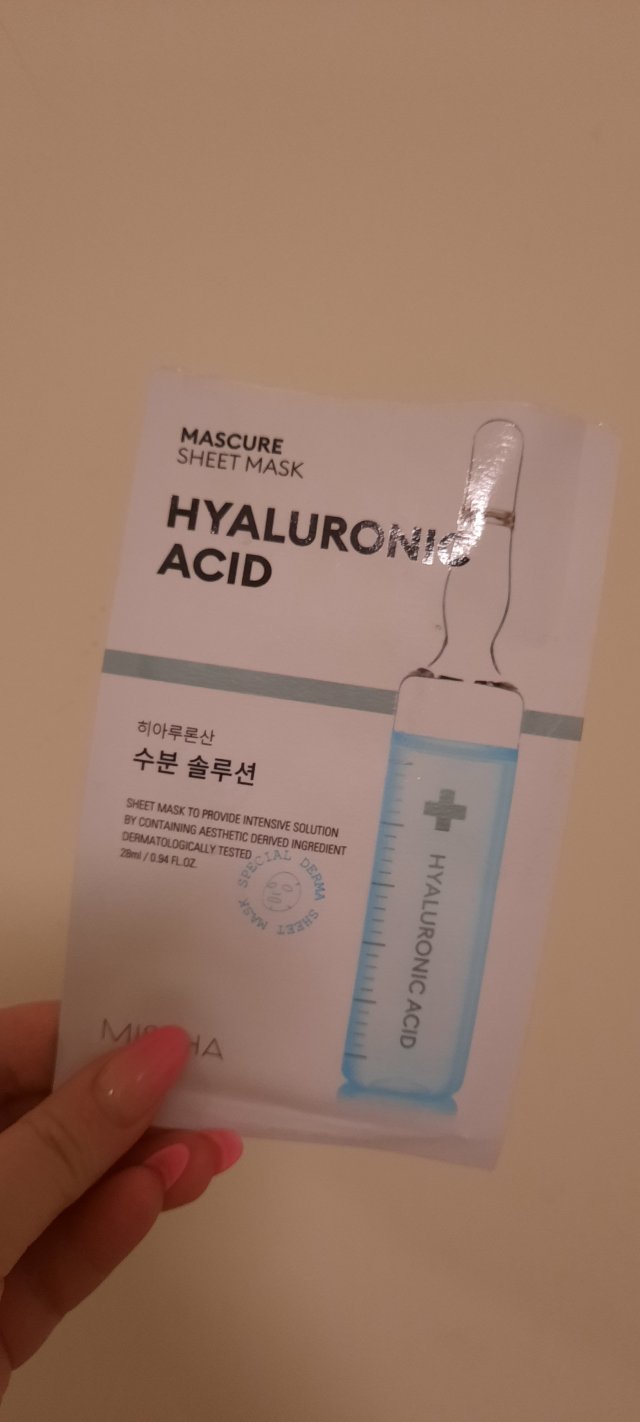 MASCURE
SHEET MASK
HYALURONIC
ACID
히아루론산
수분 솔루션
SHEET MASK TO PROVIDE INTENSIVE SOLUTION
BY CONTAINING AESTHETIC DERIVED INGREDIENT
DERMATOLOGICALLY TESTED
28ml / 0.94 FL.OZ.
SPECIAL DERMA SHEET MASK
HYALURONIC ACID